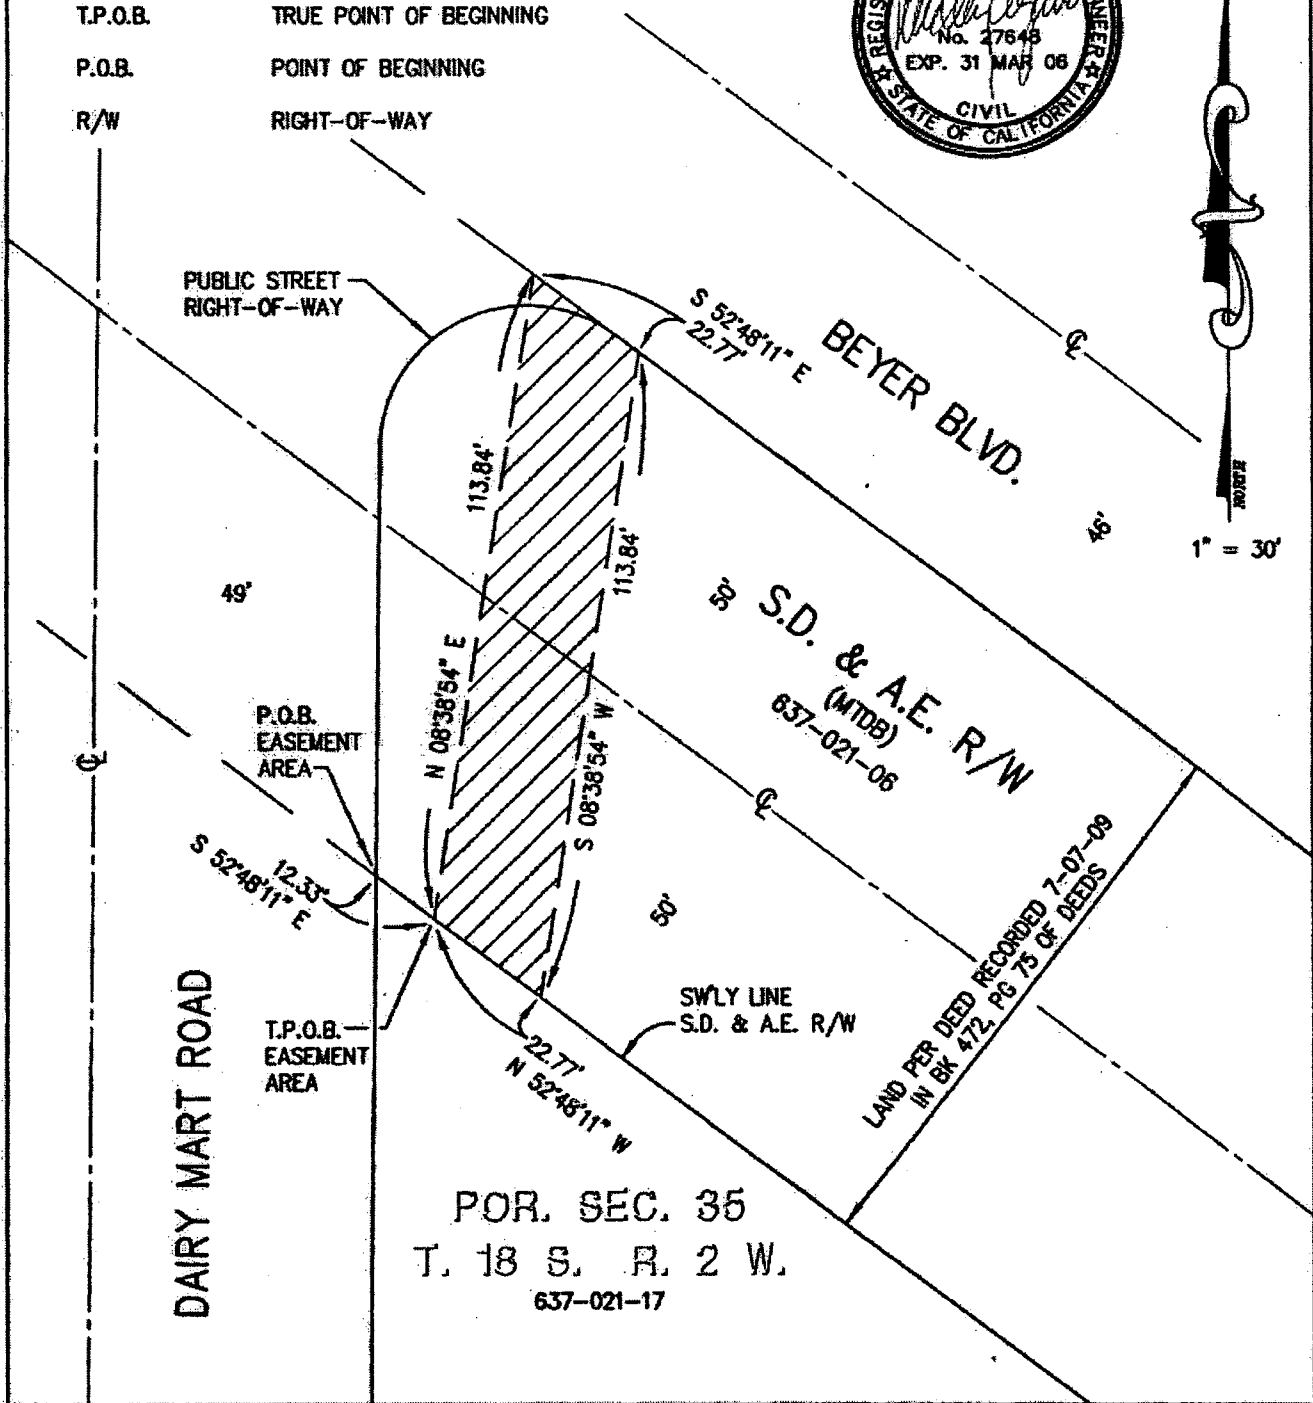 T.P.O.B. TRUE POINT OF BEGINNING
P.O.B. POINT OF BEGINNING
R/W RIGHT-OF-WAY
No. 27648
EXP. 31 MAR 06
CIVIL
STATE OF CALIFORNIA
NORTH
1" = 30'
PUBLIC STREET
RIGHT-OF-WAY
S 52°48'11" E
22.77'
BEYER BLVD.
℄
46'
113.84'
113.84'
49'
50'
S.D. & A.E. R/W
(MTDB)
637-021-06
N 08°38'54" E
S 08°38'54" W
P.O.B.
EASEMENT
AREA
℄
℄
S 52°48'11" E
12.33'
50'
LAND PER DEED RECORDED 7-07-09
IN BK 472, PG 75 OF DEEDS
SW'LY LINE
S.D. & A.E. R/W
T.P.O.B.
EASEMENT
AREA
22.77'
N 52°48'11" W
DAIRY MART ROAD
POR. SEC. 35
T. 18 S. R. 2 W.
637-021-17